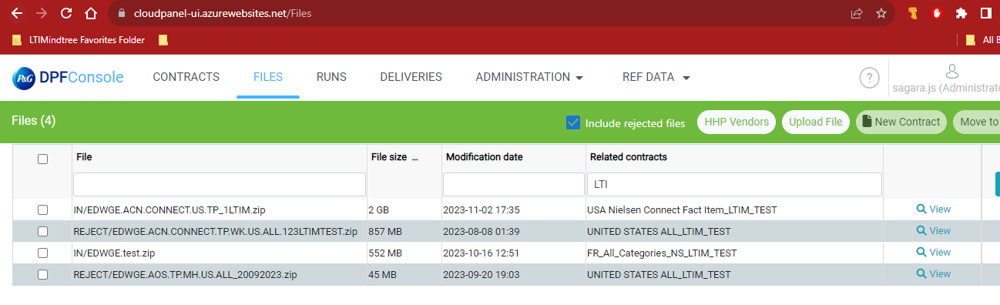 cloudpanel-ui.azurewebsites.net/Files
LTIMindtree Favorites Folder All B
P&G DPFConsole CONTRACTS FILES RUNS DELIVERIES ADMINISTRATION REF DATA ?
sagara.js (Administrato
Files (4) Include rejected files HHP Vendors Upload File New Contract Move to
File File size ... Modification date Related contracts
LTI
IN/EDWGE.ACN.CONNECT.US.TP_1LTIM.zip 2 GB 2023-11-02 17:35 USA Nielsen Connect Fact Item_LTIM_TEST View
REJECT/EDWGE.ACN.CONNECT.TP.WK.US.ALL.123LTIMTEST.zip 857 MB 2023-08-08 01:39 UNITED STATES ALL_LTIM_TEST View
IN/EDWGE.test.zip 552 MB 2023-10-16 12:51 FR_All_Categories_NS_LTIM_TEST View
REJECT/EDWGE.AOS.TP.MH.US.ALL_20092023.zip 45 MB 2023-09-20 19:03 UNITED STATES ALL_LTIM_TEST View